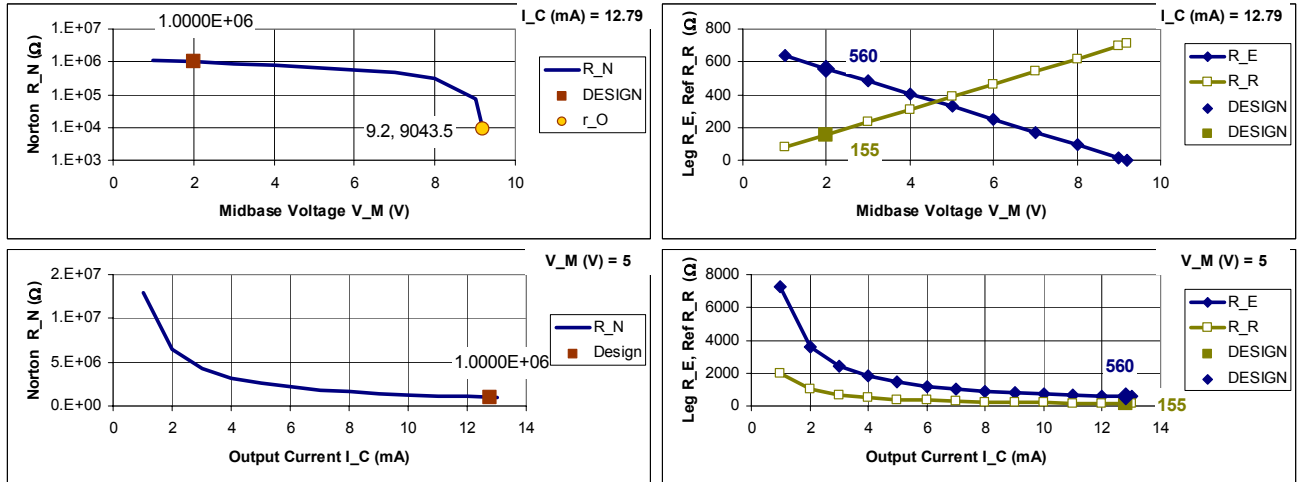 I_C (mA) = 12.79
1.0000E+06
1.E+07
1.E+06
1.E+05
1.E+04
1.E+03
Norton R_N (Ω)
9.2, 9043.5
0 2 4 6 8 10
Midbase Voltage V_M (V)
R_N
DESIGN
r_O
I_C (mA) = 12.79
800
600
400
200
0
Leg R_E, Ref R_R (Ω)
560
155
0 2 4 6 8 10
Midbase Voltage V_M (V)
R_E
R_R
DESIGN
DESIGN
V_M (V) = 5
2.E+07
1.E+07
5.E+06
0.E+00
Norton R_N (Ω)
1.0000E+06
0 2 4 6 8 10 12 14
Output Current I_C (mA)
R_N
Design
V_M (V) = 5
8000
6000
4000
2000
0
Leg R_E, Ref R_R (Ω)
560
155
0 2 4 6 8 10 12 14
Output Current I_C (mA)
R_E
R_R
DESIGN
DESIGN